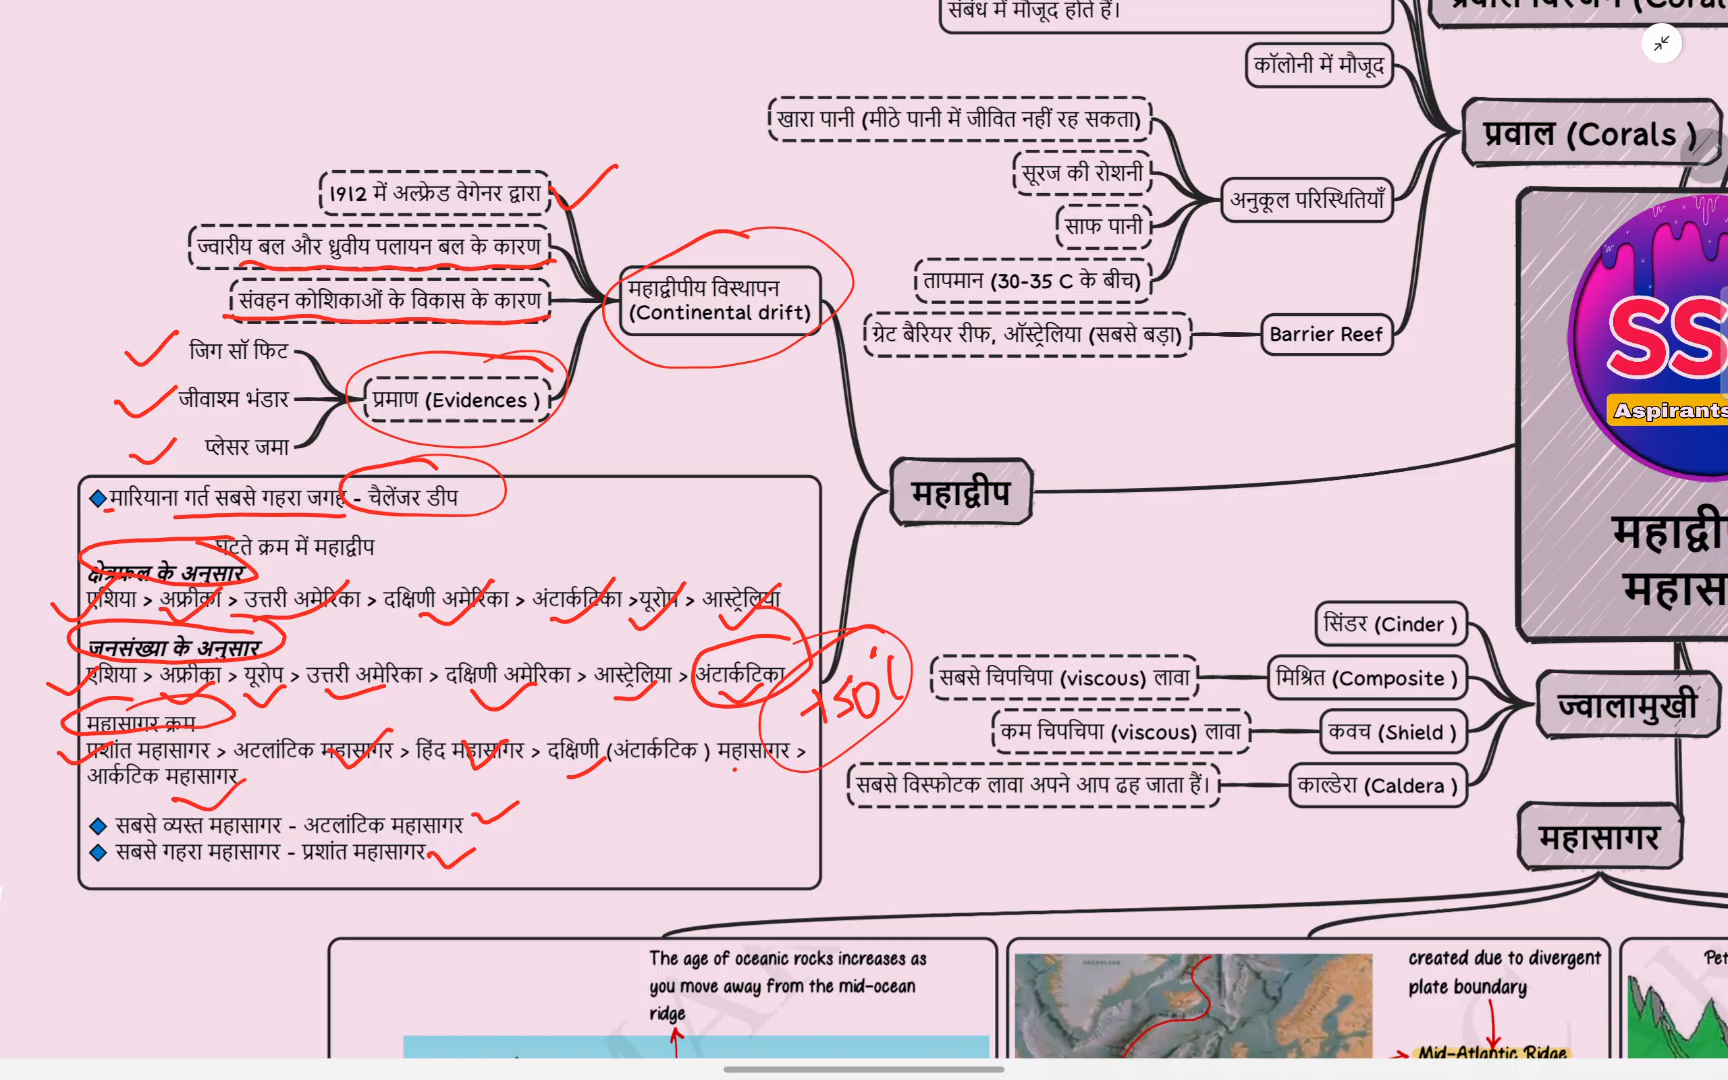 संबंध में मौजूद होते हैं।
कॉलोनी में मौजूद
प्रवाल (Corals )
खारा पानी (मीठे पानी में जीवित नहीं रह सकता)
सूरज की रोशनी
साफ पानी
तापमान (30-35 C के बीच)
अनुकूल परिस्थितियाँ
ग्रेट बैरियर रीफ, ऑस्ट्रेलिया (सबसे बड़ा)
Barrier Reef
1912 में अल्फ्रेड वेगेनर द्वारा
ज्वारीय बल और ध्रुवीय पलायन बल के कारण
संवहन कोशिकाओं के विकास के कारण
महाद्वीपीय विस्थापन
(Continental drift)
जिग सॉ फिट
जीवाश्म भंडार
प्लेसर जमा
प्रमाण (Evidences )
महाद्वीप
मारियाना गर्त सबसे गहरा जगह - चैलेंजर डीप
घटते क्रम में महाद्वीप
क्षेत्रफल के अनुसार
एशिया > अफ्रीका > उत्तरी अमेरिका > दक्षिणी अमेरिका > अंटार्कटिका >यूरोप > आस्ट्रेलिया
जनसंख्या के अनुसार
एशिया > अफ्रीका > यूरोप > उत्तरी अमेरिका > दक्षिणी अमेरिका > आस्ट्रेलिया > अंटार्कटिका
महासागर क्रम
प्रशांत महासागर > अटलांटिक महासागर > हिंद महासागर > दक्षिणी (अंटार्कटिक ) महासागर >
आर्कटिक महासागर
सबसे व्यस्त महासागर - अटलांटिक महासागर
सबसे गहरा महासागर - प्रशांत महासागर
SS
Aspirants
सिंडर (Cinder )
सबसे चिपचिपा (viscous) लावा
मिश्रित (Composite )
कम चिपचिपा (viscous) लावा
कवच (Shield )
सबसे विस्फोटक लावा अपने आप ढह जाता हैं।
काल्डेरा (Caldera )
ज्वालामुखी
महासागर
The age of oceanic rocks increases as
you move away from the mid-ocean
ridge
GREENLAND
created due to divergent
plate boundary
Mid-Atlantic Ridge